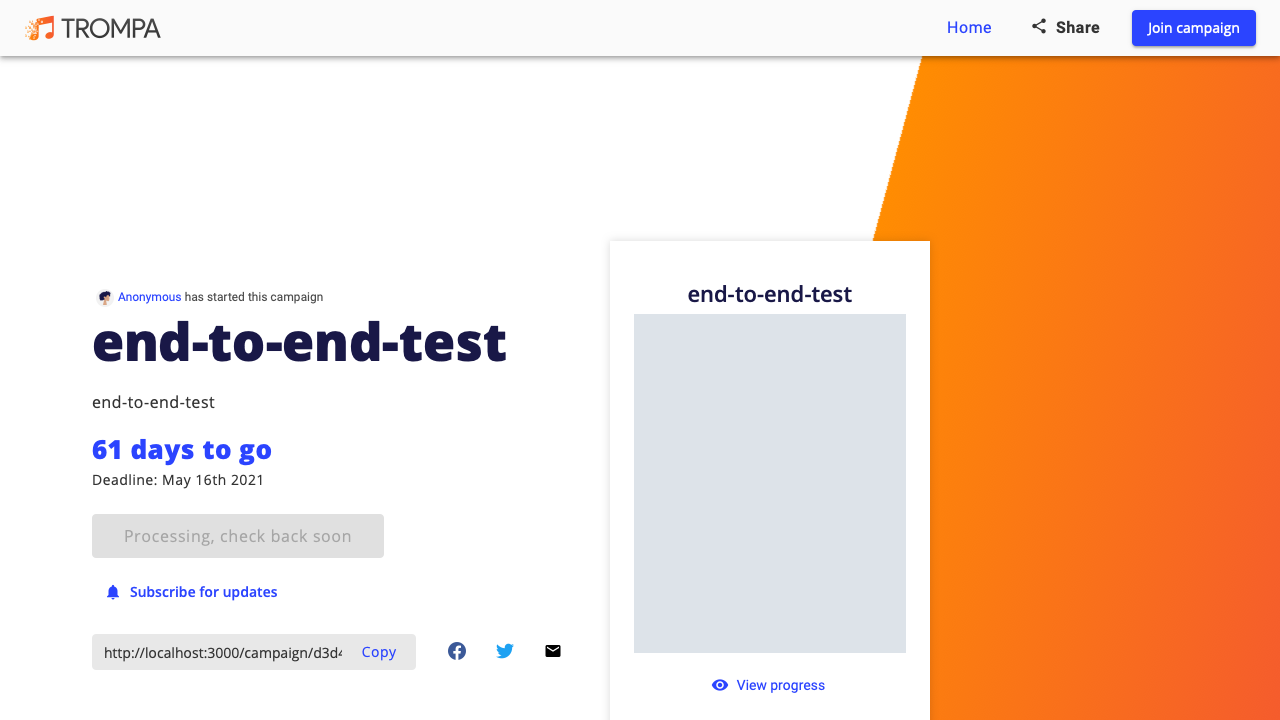 TROMPA
Home
Share
Join campaign
Anonymous has started this campaign
end-to-end-test
end-to-end-test
61 days to go
Deadline: May 16th 2021
Processing, check back soon
Subscribe for updates
http://localhost:3000/campaign/d3d4
Copy
end-to-end-test
View progress